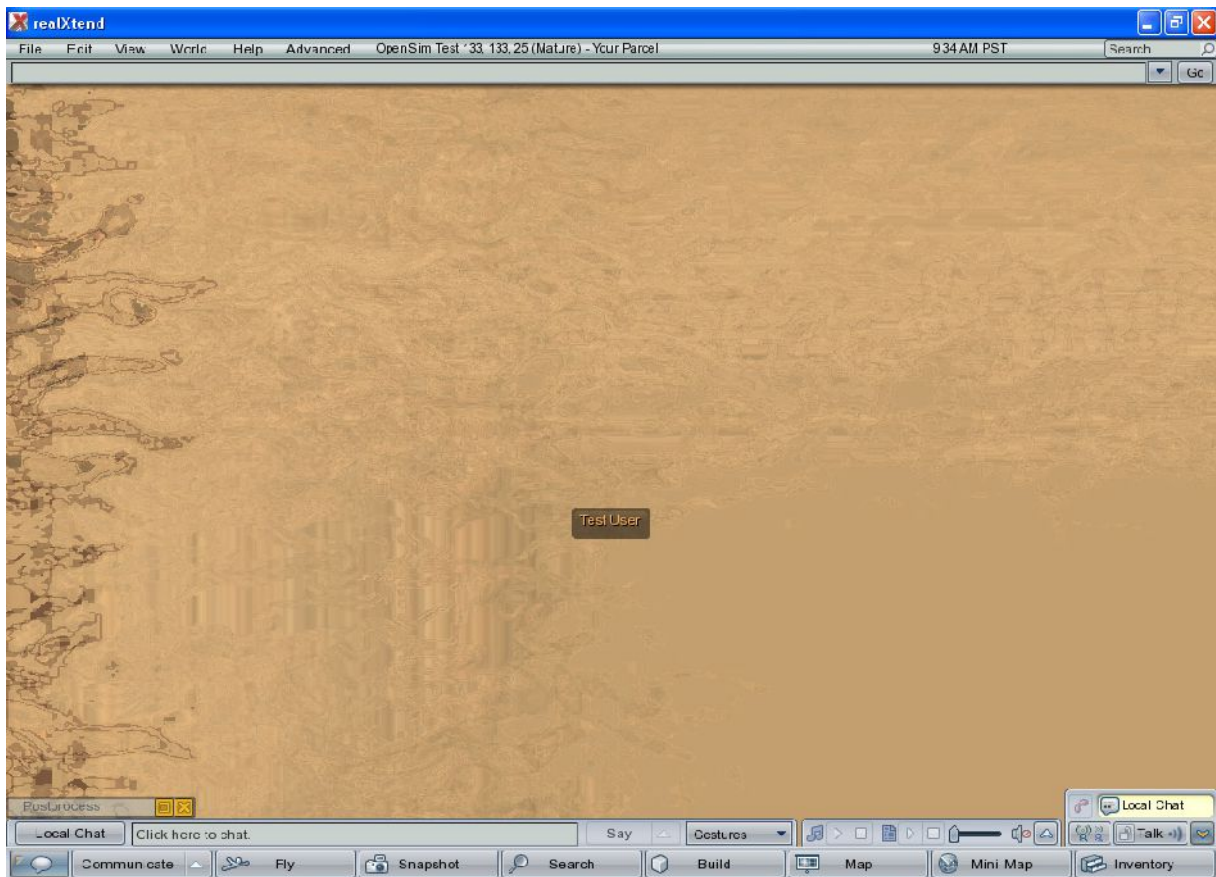 realXtend
File Edit View World Help Advanced OpenSim Test 133, 133, 25 (Mature) - Your Parcel 9:34 AM PST Search
Go
Test User
Postprocess
Local Chat
Local Chat Click here to chat. Say Gestures Talk
Communicate Fly Snapshot Search Build Map Mini Map Inventory